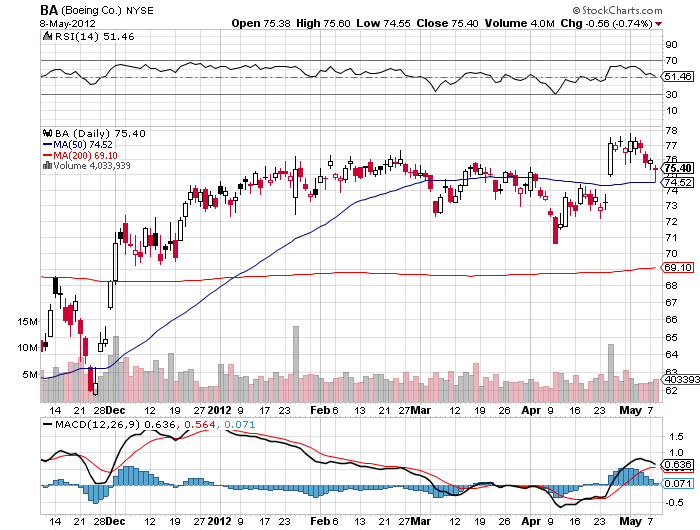 BA (Boeing Co.) NYSE
© StockCharts.com
8-May-2012
Open 75.38 High 75.60 Low 74.55 Close 75.40 Volume 4.0M Chg -0.56 (-0.74%)
RSI(14) 51.46
90
70
51.46
30
10
BA (Daily) 75.40
MA(50) 74.52
MA(200) 69.10
Volume 4,033,939
78
77
76
75.40
74.52
73
72
71
70
69.10
68
67
66
65
64
63
62
15M
10M
5M
4033939
14 21 28 Dec 12 19 27 2012 9 17 23 Feb 6 13 21 27 Mar 12 19 26 Apr 9 16 23 May 7
MACD(12,26,9) 0.636, 0.564, 0.071
1.5
1.0
0.636
0.071
-0.5
14 21 28 Dec 12 19 27 2012 9 17 23 Feb 6 13 21 27 Mar 12 19 26 Apr 9 16 23 May 7